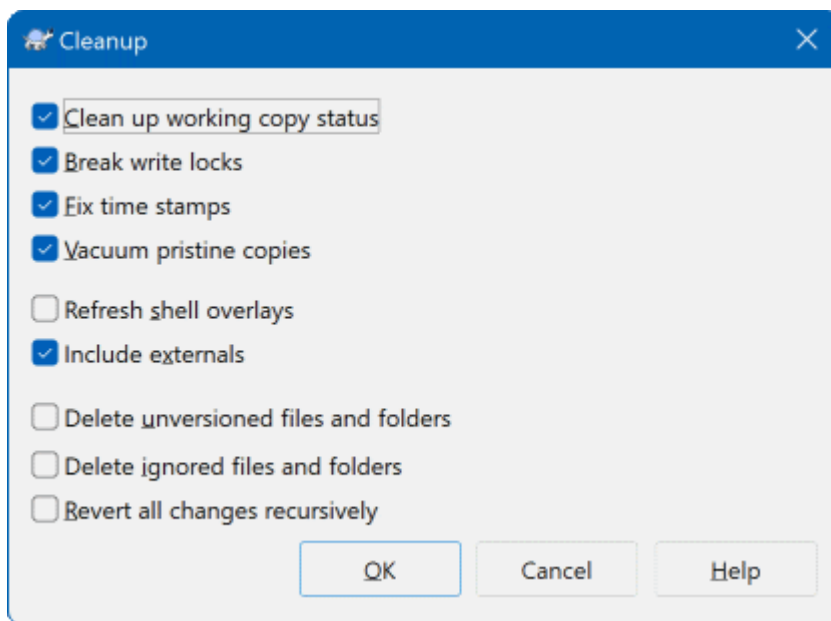 Cleanup
Clean up working copy status
Break write locks
Fix time stamps
Vacuum pristine copies
Refresh shell overlays
Include externals
Delete unversioned files and folders
Delete ignored files and folders
Revert all changes recursively
OK Cancel Help